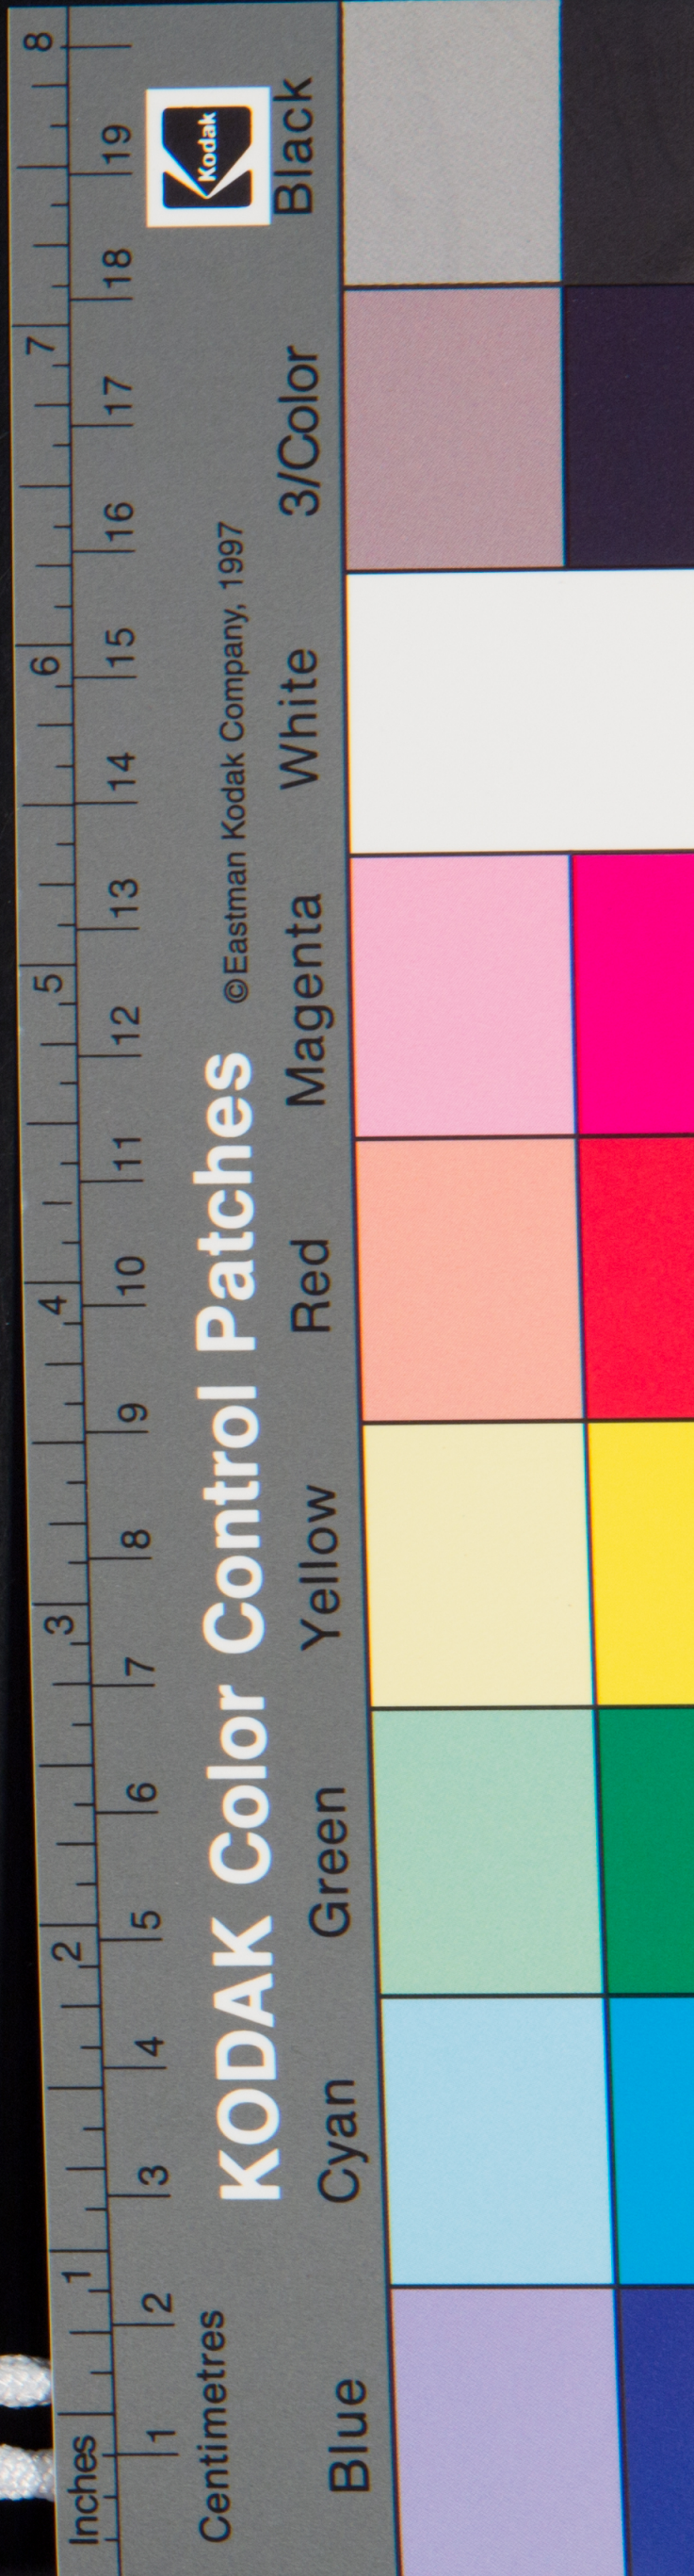 Inches 1 2 3 4 5 6 7 8
1 2 3 4 5 6 7 8 9 10 11 12 13 14 15 16 17 18 19
Centimetres
KODAK Color Control Patches ©Eastman Kodak Company, 1997
Kodak
Blue Cyan Green Yellow Red Magenta White 3/Color Black